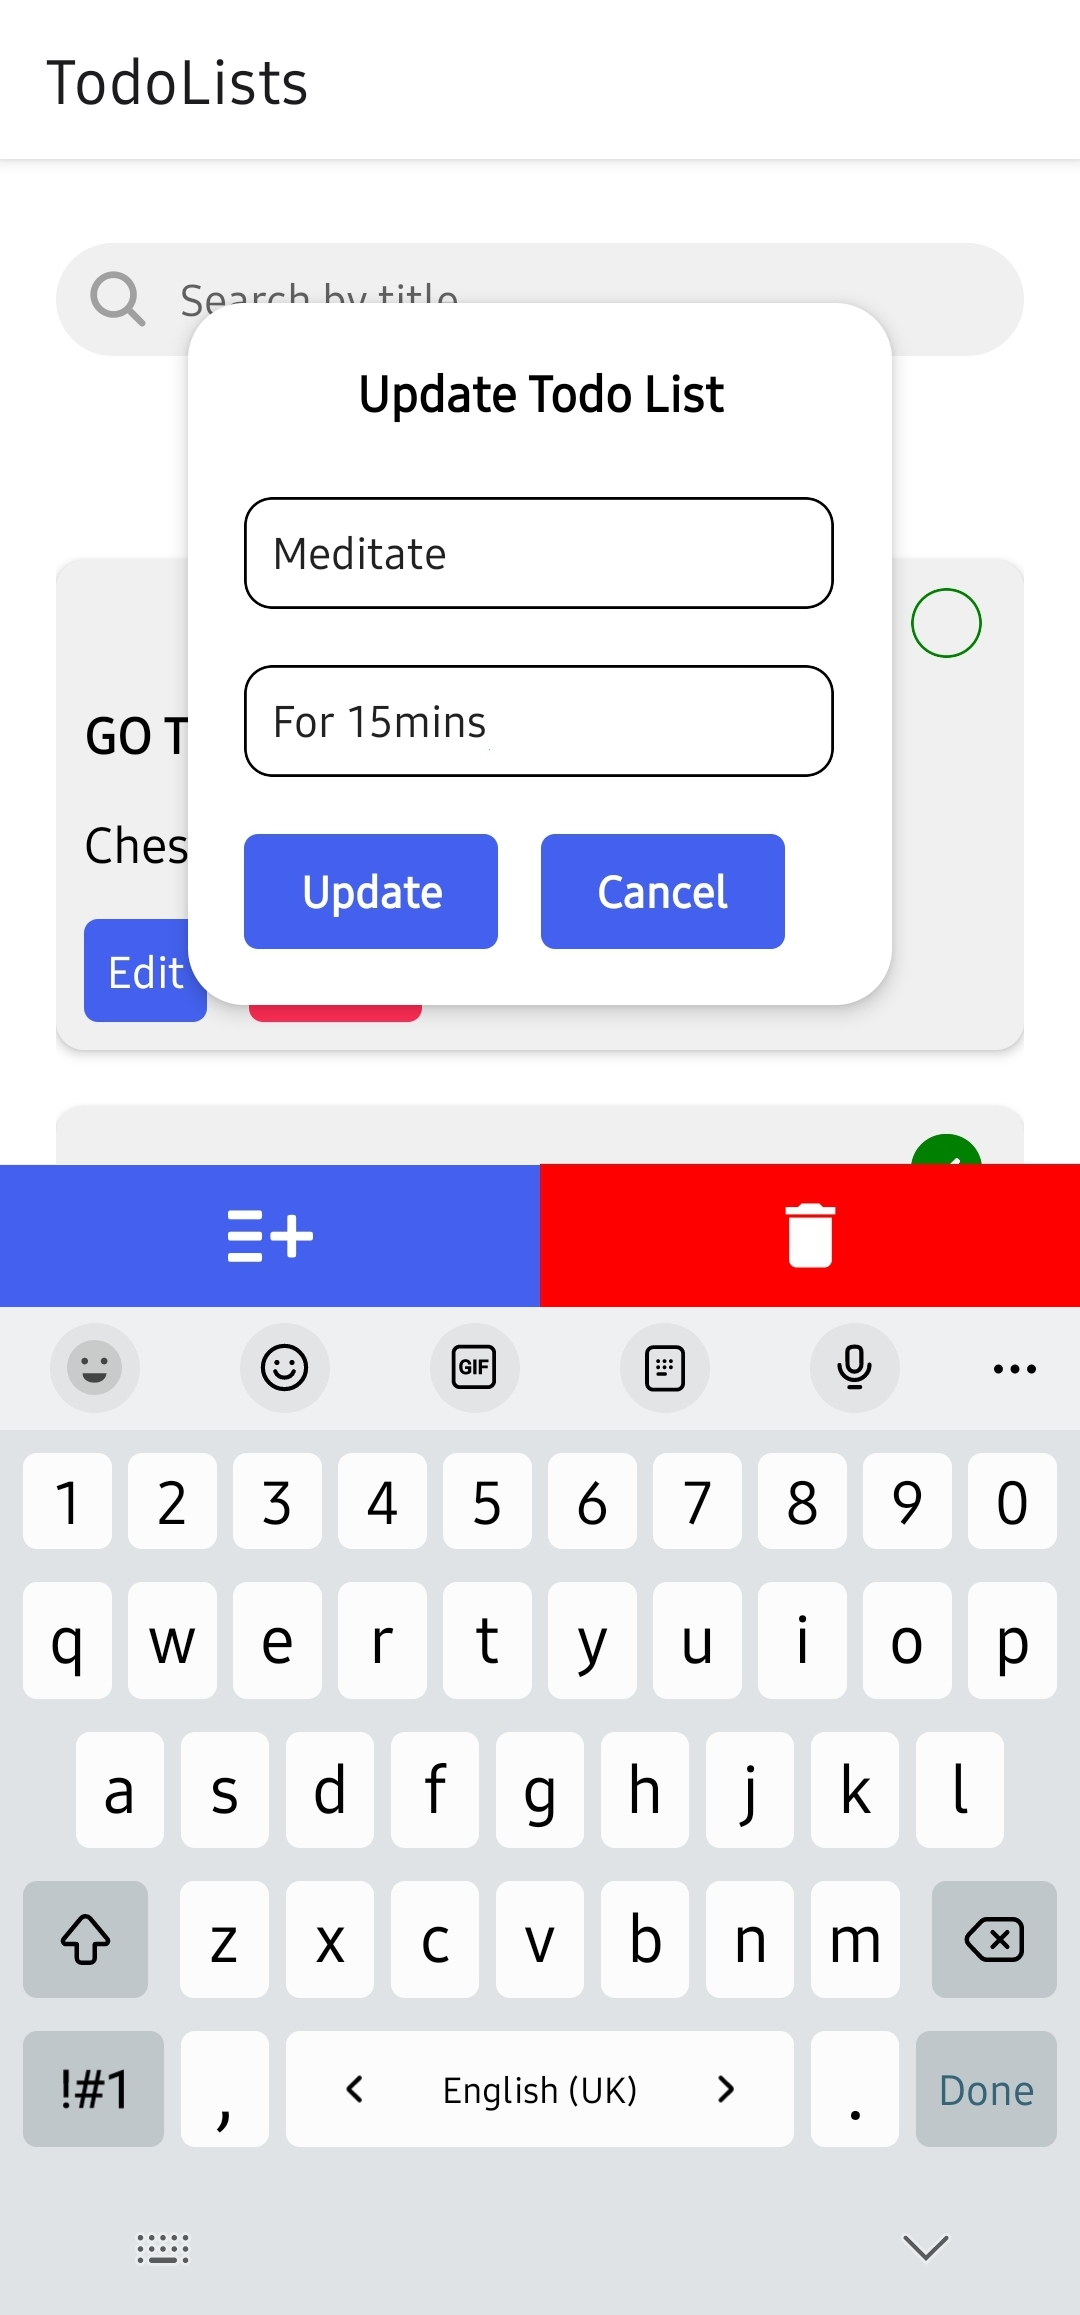 TodoLists
Search by title
Update Todo List
Meditate
For 15mins
GO T
Ches
Update Cancel
Edit
GIF
1 2 3 4 5 6 7 8 9 0
q w e r t y u i o p
a s d f g h j k l
z x c v b n m
!#1 , English (UK) . Done